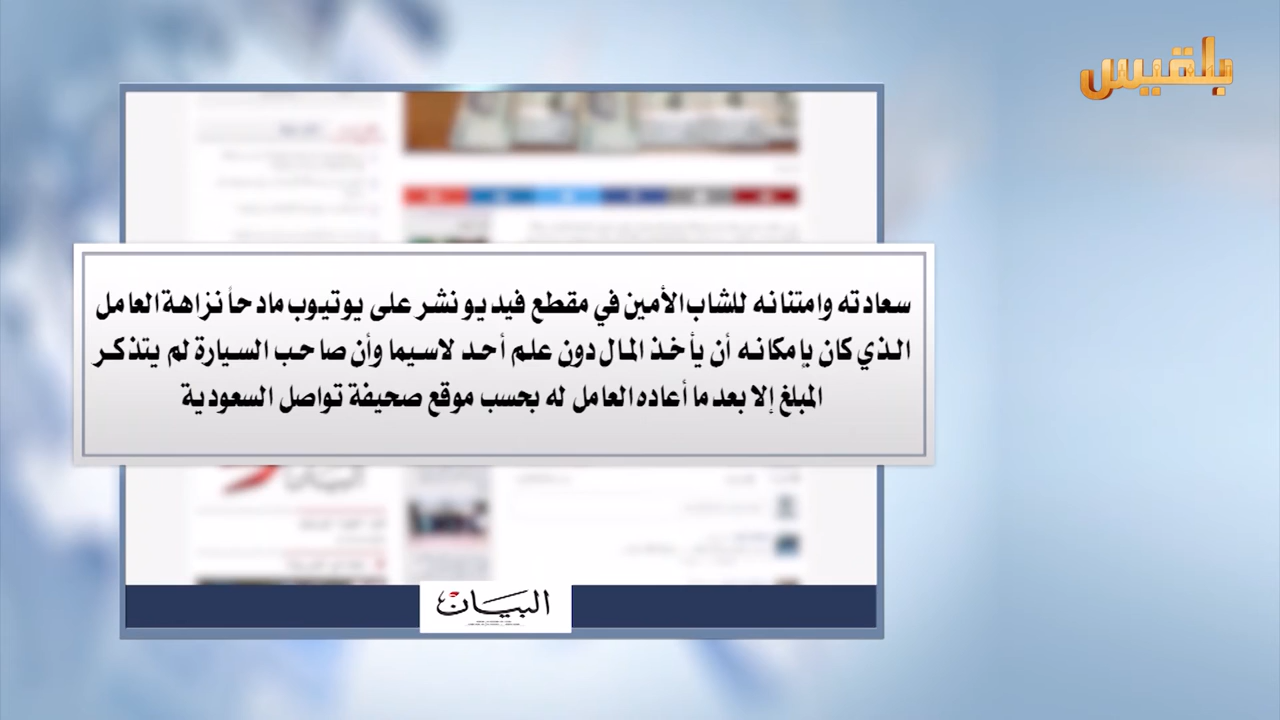 بلقيس
سعادته وامتنانه للشاب الأمين في مقطع فيديو نشر على يوتيوب مادحاً نزاهة العامل
الذي كان بإمكانه أن يأخذ المال دون علم أحد لاسيما وأن صاحب السيارة لم يتذكر
المبلغ إلا بعد ما أعاده العامل له بحسب موقع صحيفة تواصل السعودية
البيان